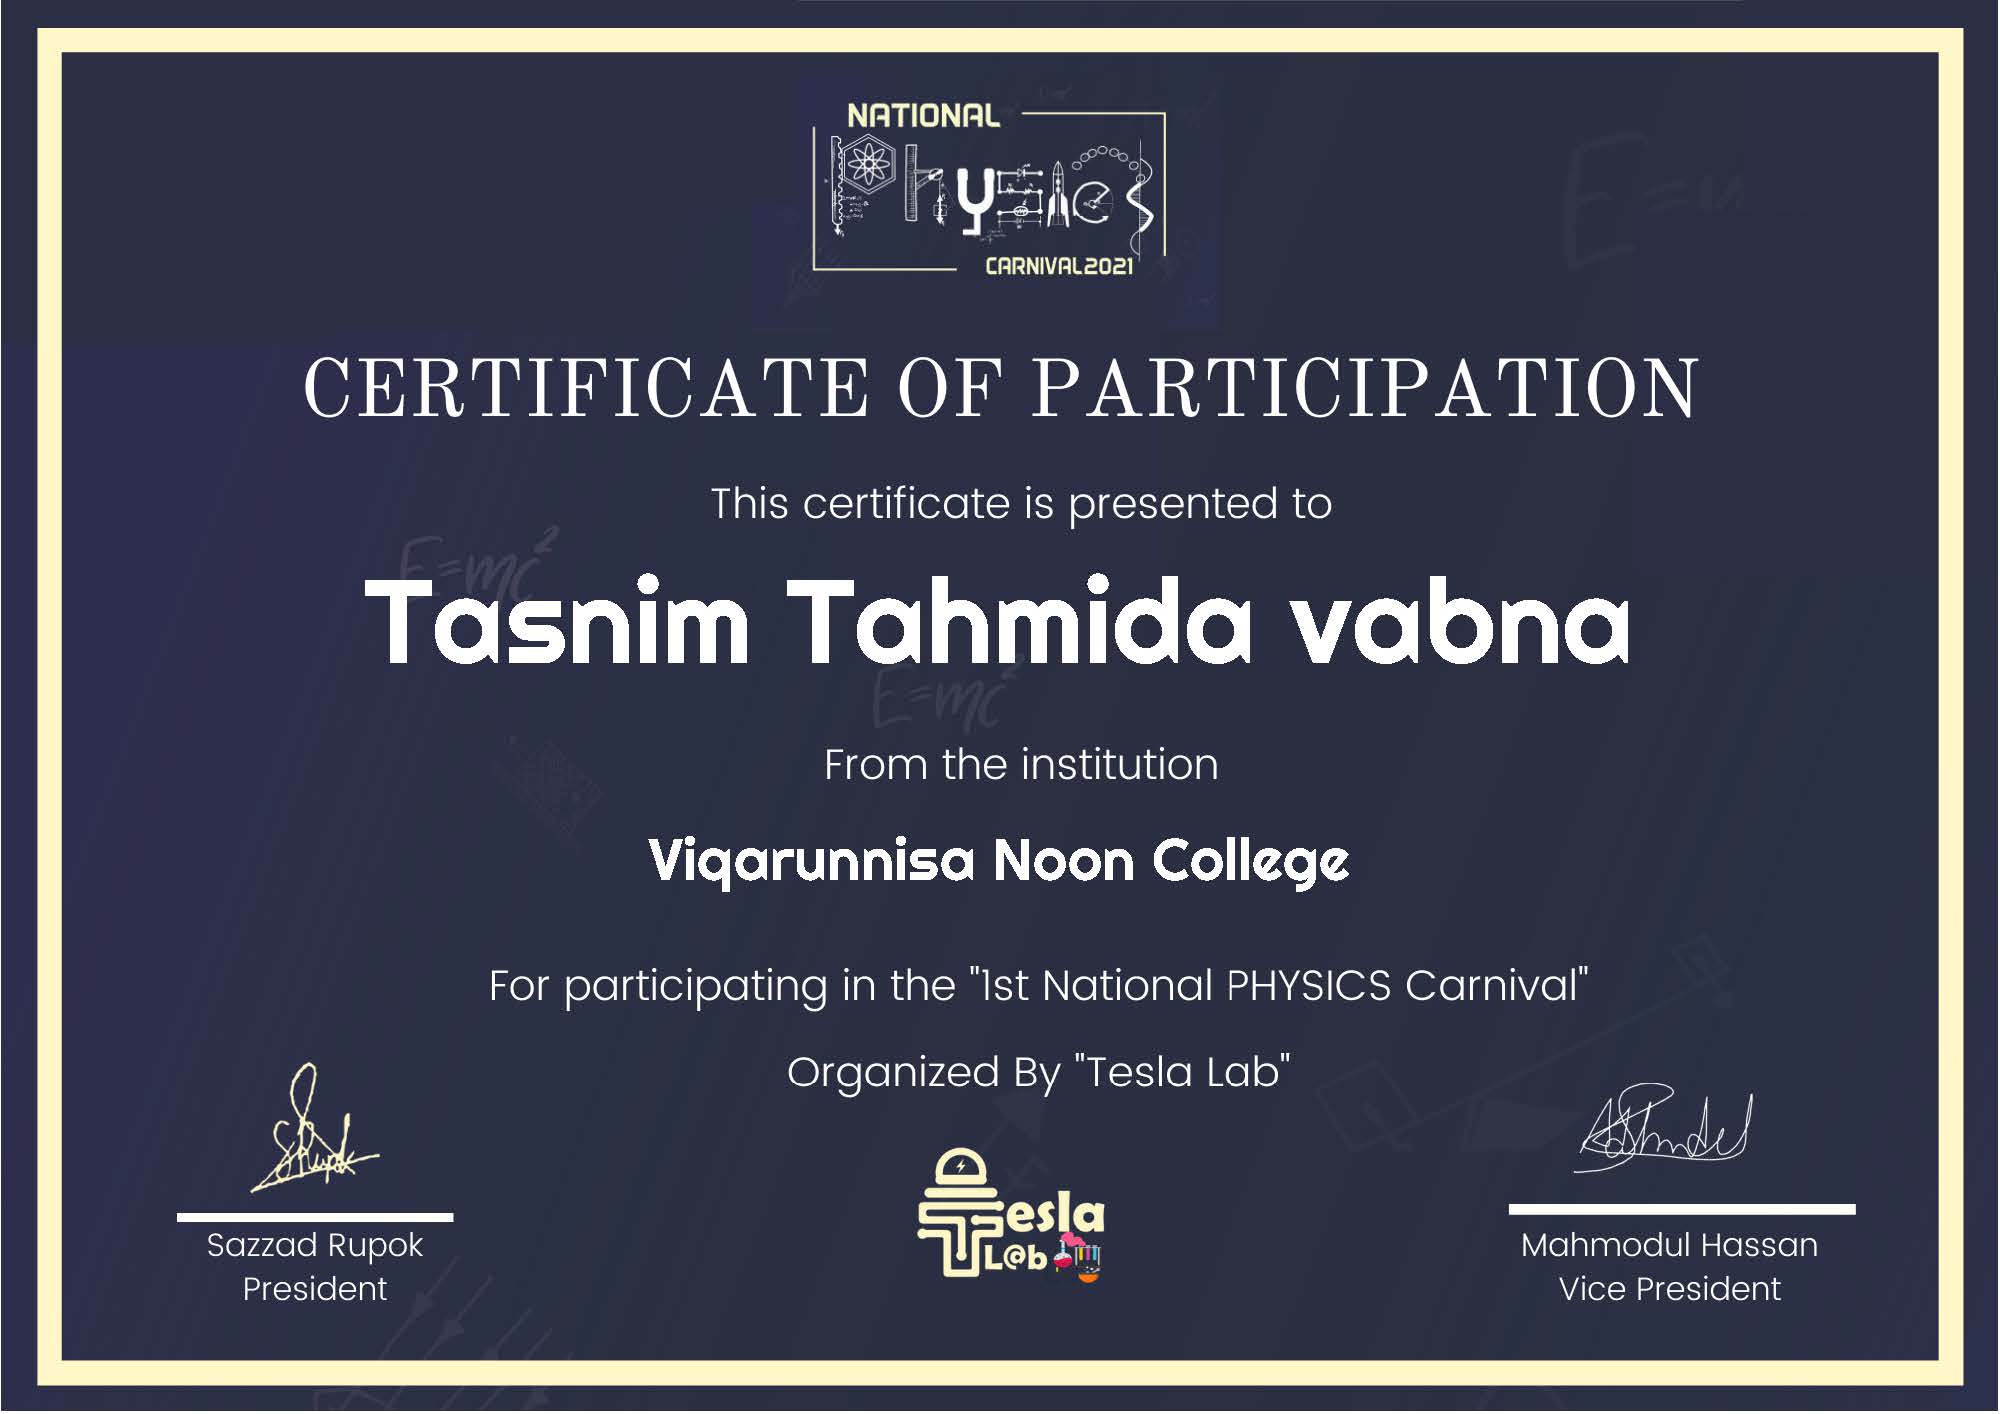 NATIONAL
Physics
CARNIVAL2021
CERTIFICATE OF PARTICIPATION
This certificate is presented to
E=mc²
Tasnim Tahmida vabna
E=mc²
From the institution
Viqarunnisa Noon College
For participating in the "1st National PHYSICS Carnival"
Organized By "Tesla Lab"
Tesla
L@b
Sazzad Rupok
President
Mahmodul Hassan
Vice President